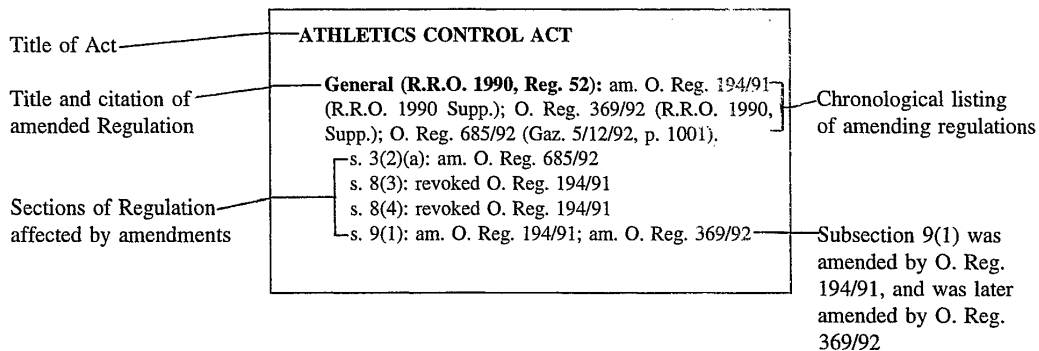 Title of Act
ATHLETICS CONTROL ACT
Title and citation of
amended Regulation
General (R.R.O. 1990, Reg. 52): am. O. Reg. 194/91
(R.R.O. 1990 Supp.); O. Reg. 369/92 (R.R.O. 1990,
Supp.); O. Reg. 685/92 (Gaz. 5/12/92, p. 1001).
Chronological listing
of amending regulations
Sections of Regulation
affected by amendments
s. 3(2)(a): am. O. Reg. 685/92
s. 8(3): revoked O. Reg. 194/91
s. 8(4): revoked O. Reg. 194/91
s. 9(1): am. O. Reg. 194/91; am. O. Reg. 369/92
Subsection 9(1) was
amended by O. Reg.
194/91, and was later
amended by O. Reg.
369/92